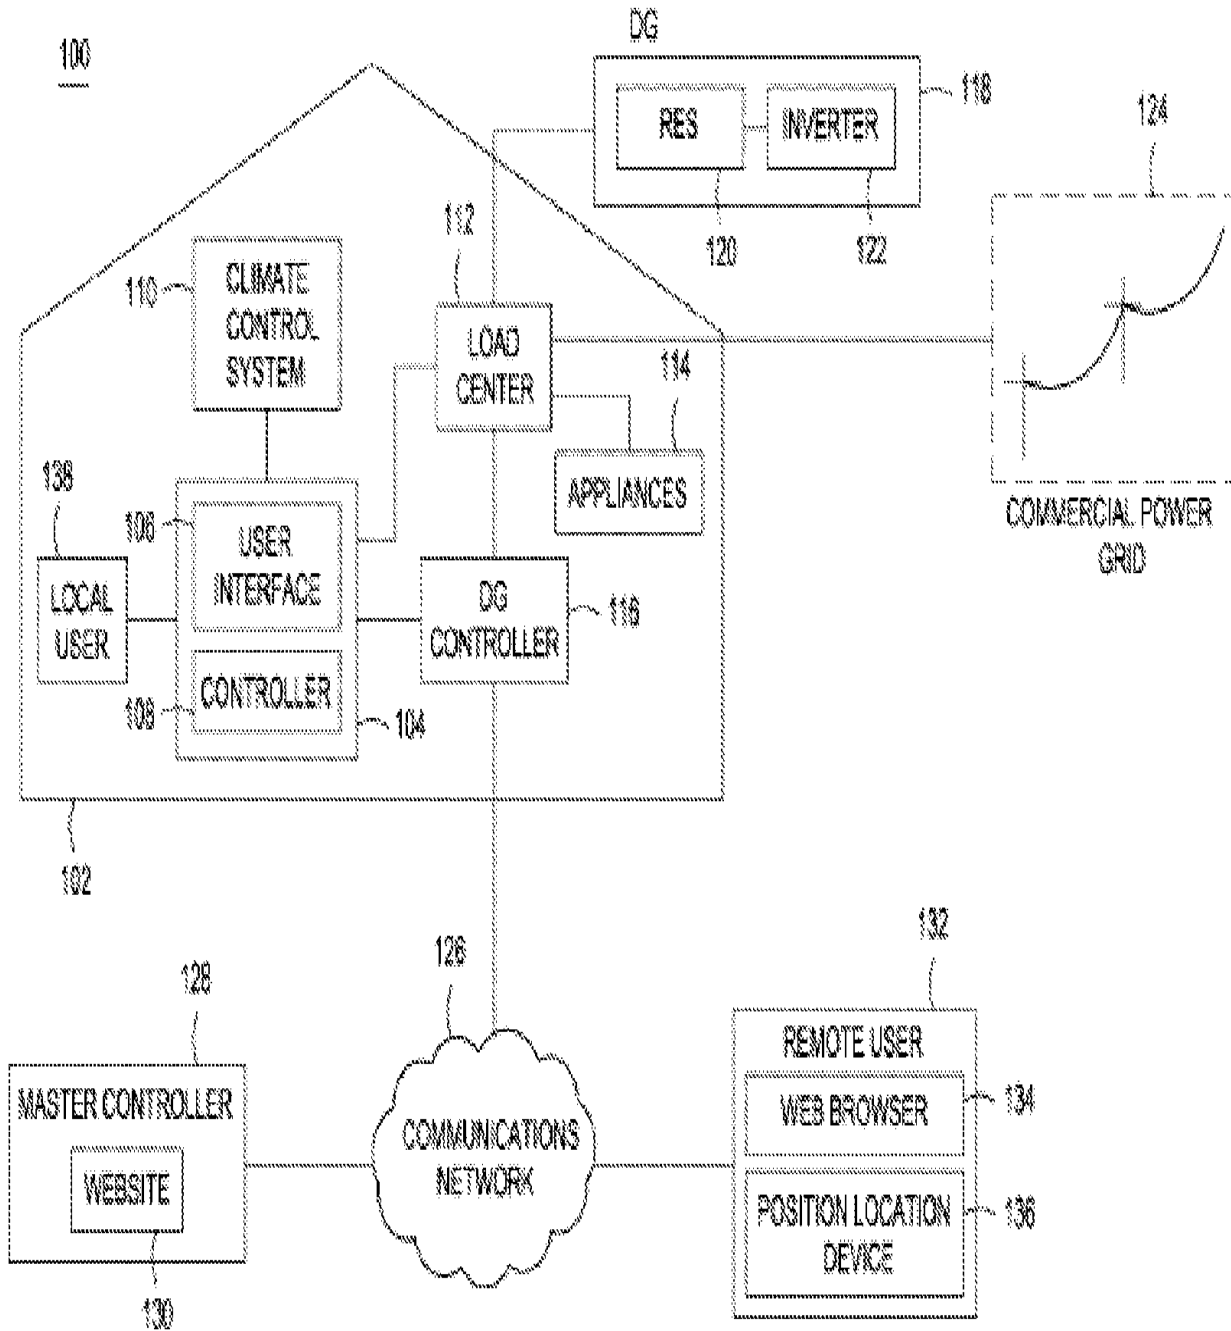 100
DG
118
RES
INVERTER
124
112
120
122
110
CLIMATE
CONTROL
SYSTEM
LOAD
CENTER
114
138
APPLIANCES
106
USER
INTERFACE
COMMERCIAL POWER
GRID
LOCAL
USER
DG
CONTROLLER
116
CONTROLLER
108
104
102
126
132
128
REMOTE USER
MASTER CONTROLLER
WEB BROWSER
134
COMMUNICATIONS
NETWORK
WEBSITE
POSITION LOCATION
DEVICE
136
130